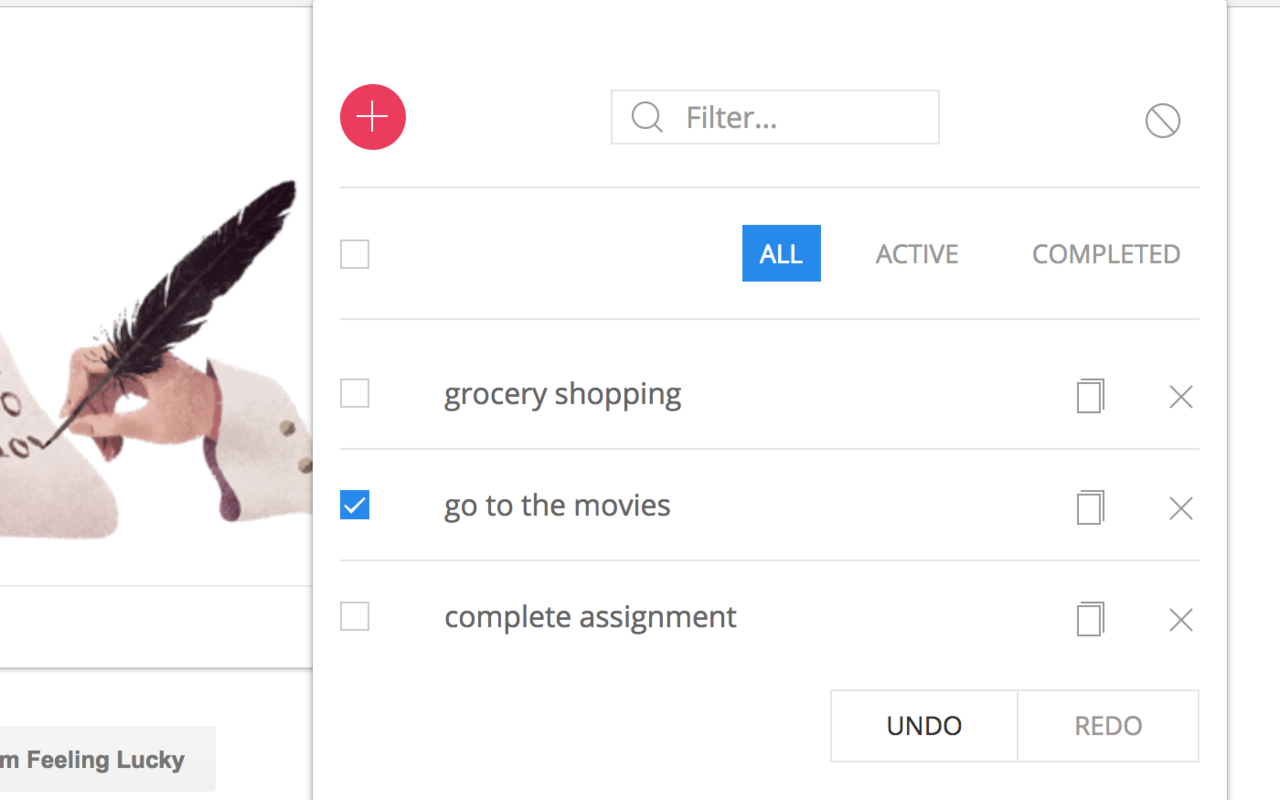 Filter...
ALL ACTIVE COMPLETED
grocery shopping
go to the movies
complete assignment
UNDO REDO
m Feeling Lucky